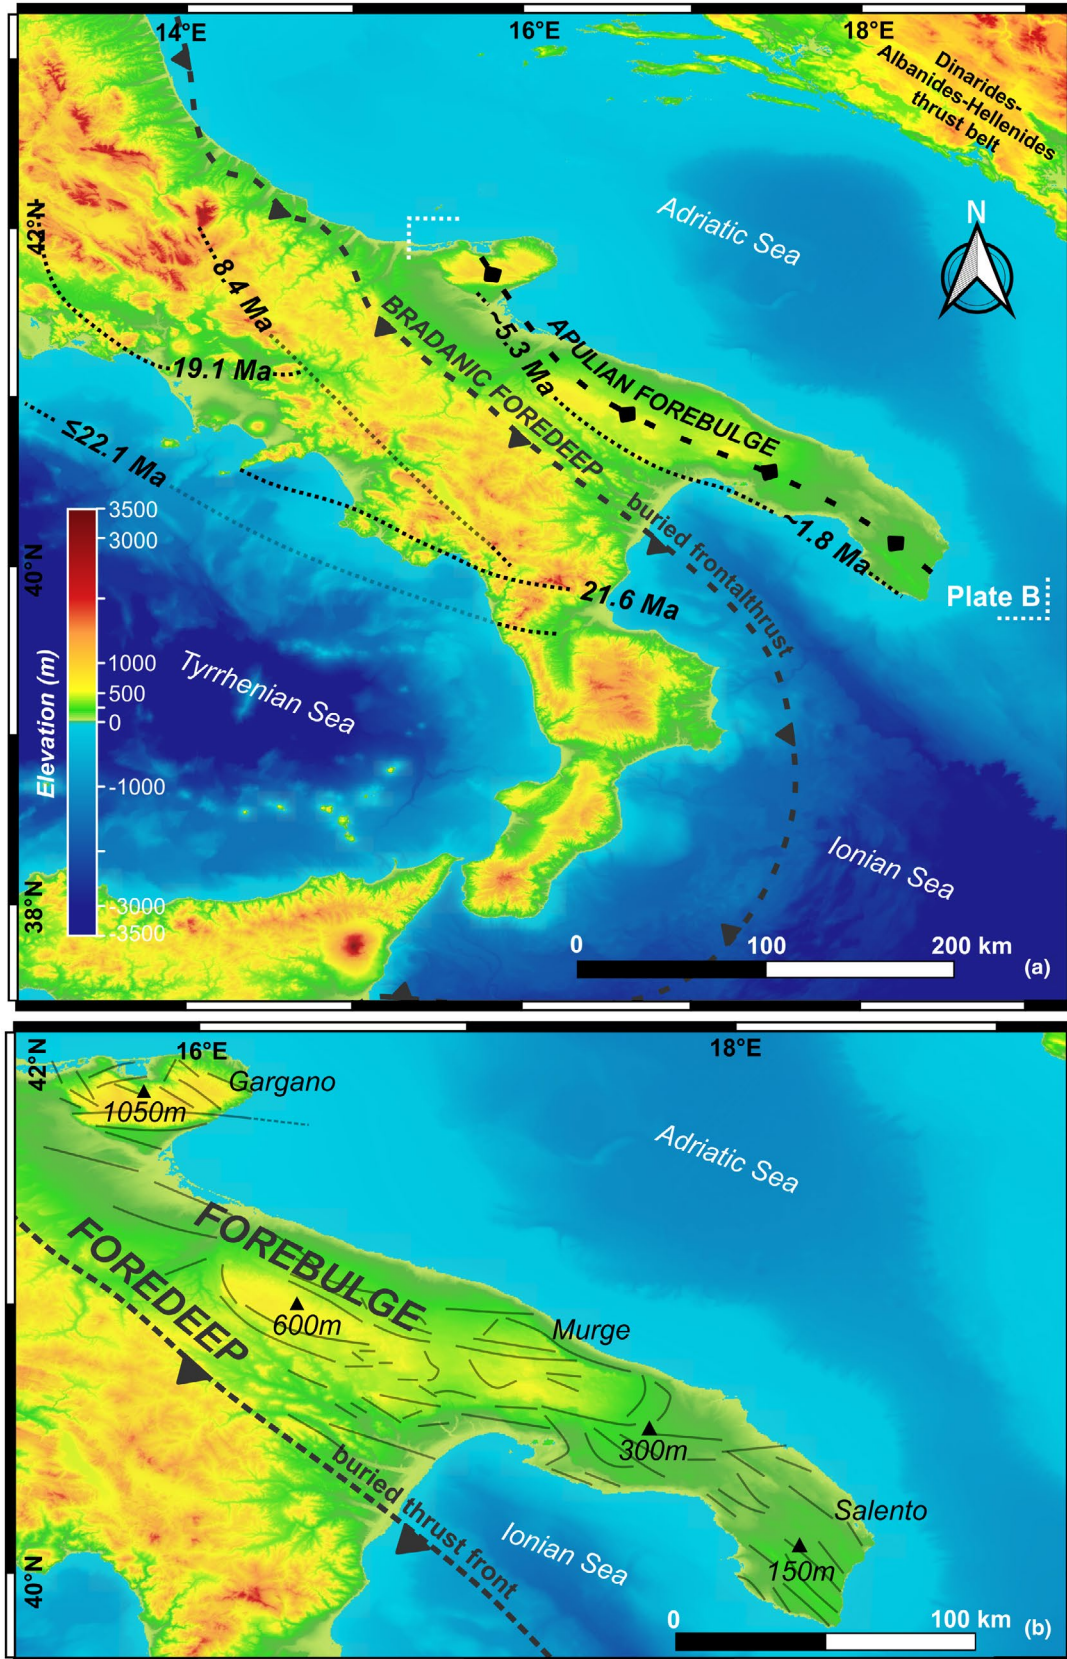 14°E
16°E
18°E
Dinarides-
Albanides-Hellenides
thrust belt
42°N
Adriatic Sea
N
8.4 Ma
~5.3 Ma
APULIAN FOREBULGE
BRADANIC FOREDEEP
19.1 Ma
≤22.1 Ma
buried frontalthrust
~1.8 Ma
40°N
21.6 Ma
Plate B
Elevation (m)
3500
3000
1000
500
0
-1000
-3000
-3500
Tyrrhenian Sea
Ionian Sea
38°N
0
100
200 km
(a)
42°N
16°E
18°E
Gargano
1050m
Adriatic Sea
FOREBULGE
FOREDEEP
600m
Murge
300m
buried thrust front
Salento
Ionian Sea
150m
40°N
0
100 km
(b)